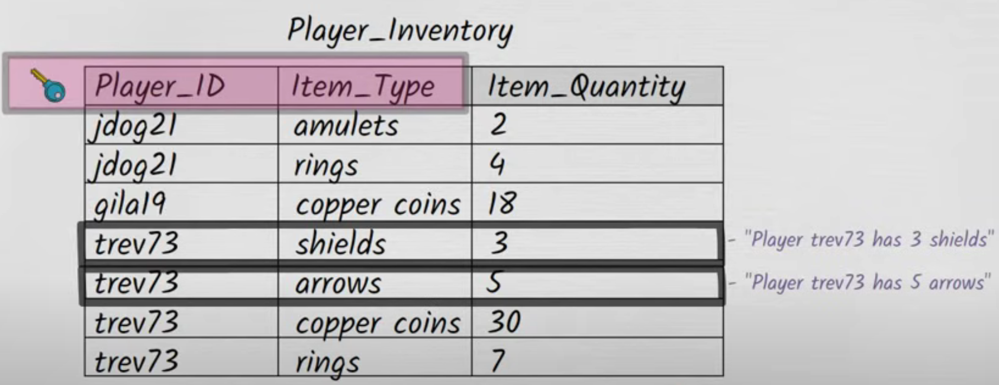 Player_Inventory
Player_ID Item_Type Item_Quantity
jdog21 amulets 2
jdog21 rings 4
gila19 copper coins 18
trev73 shields 3 - "Player trev73 has 3 shields"
trev73 arrows 5 - "Player trev73 has 5 arrows"
trev73 copper coins 30
trev73 rings 7